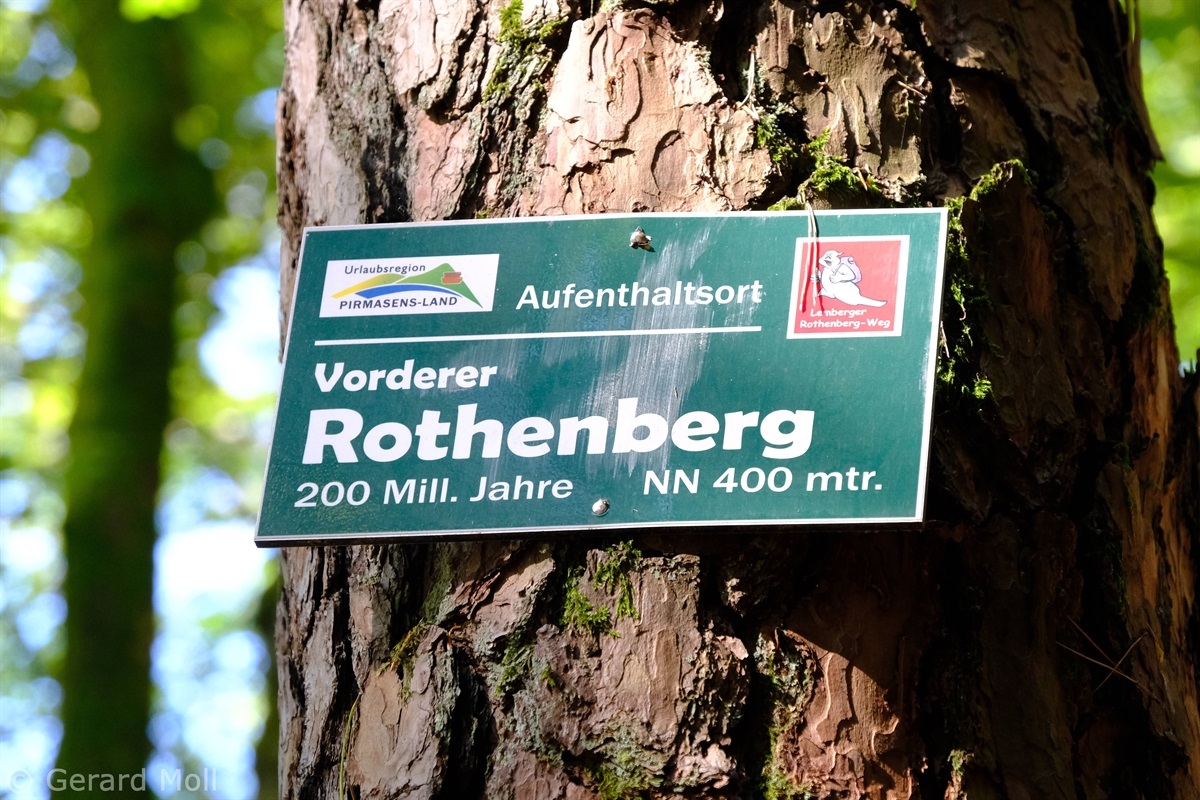 Urlaubsregion
PIRMASENS-LAND
Aufenthaltsort
Lemberger
Rothenberg-Weg
Vorderer
Rothenberg
200 Mill. Jahre NN 400 mtr.
© Gerard Moll